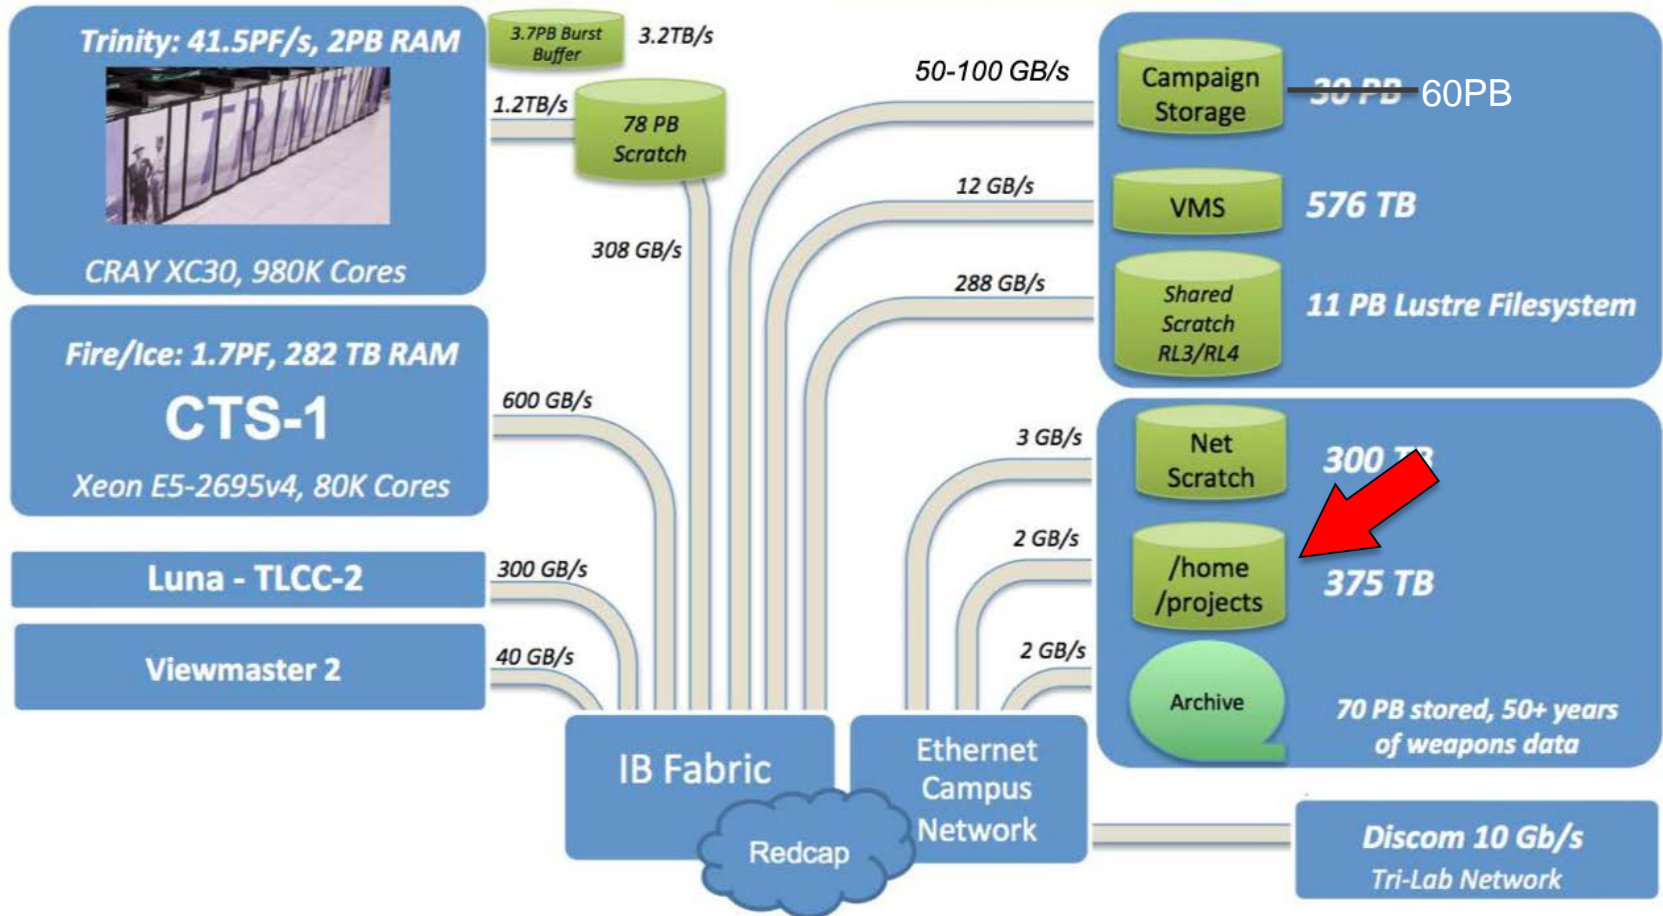 Trinity: 41.5PF/s, 2PB RAM
TRINITY
CRAY XC30, 980K Cores
3.7PB Burst
Buffer
3.2TB/s
1.2TB/s
78 PB
Scratch
308 GB/s
Fire/Ice: 1.7PF, 282 TB RAM
CTS-1
Xeon E5-2695v4, 80K Cores
600 GB/s
Luna - TLCC-2
300 GB/s
Viewmaster 2
40 GB/s
50-100 GB/s
Campaign
Storage
30 PB 60PB
12 GB/s
VMS
576 TB
288 GB/s
Shared
Scratch
RL3/RL4
11 PB Lustre Filesystem
3 GB/s
Net
Scratch
300 TB
2 GB/s
/home
/projects
375 TB
2 GB/s
Archive
70 PB stored, 50+ years
of weapons data
IB Fabric
Ethernet
Campus
Network
Redcap
Discom 10 Gb/s
Tri-Lab Network